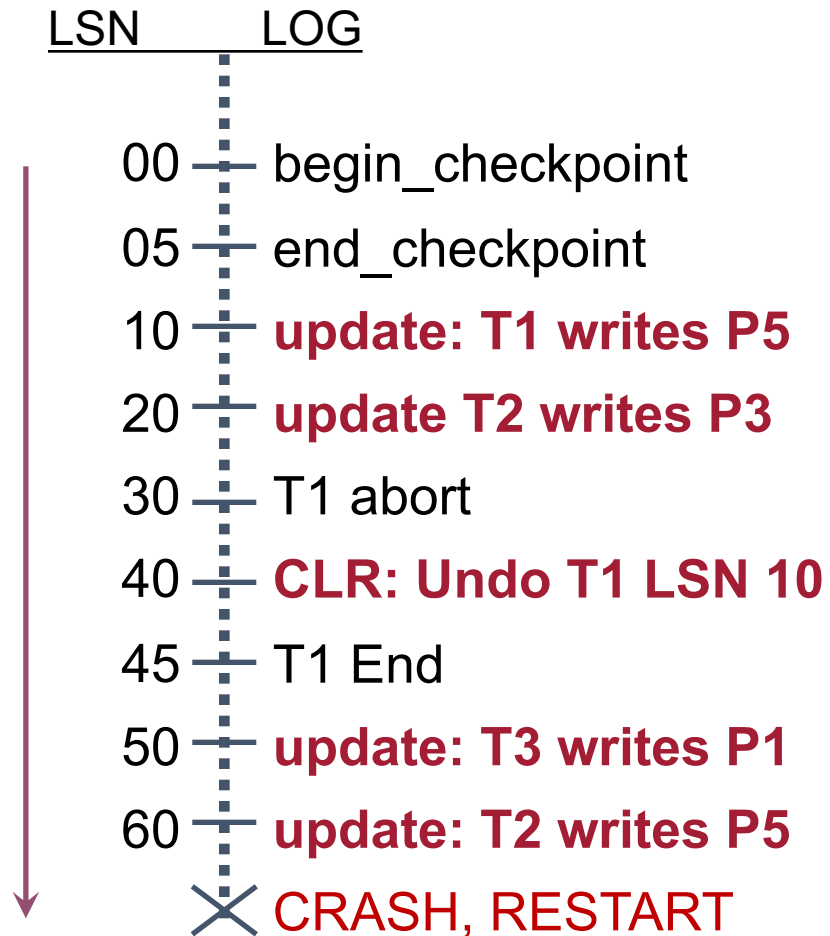 LSN LOG
00 begin_checkpoint
05 end_checkpoint
10 update: T1 writes P5
20 update T2 writes P3
30 T1 abort
40 CLR: Undo T1 LSN 10
45 T1 End
50 update: T3 writes P1
60 update: T2 writes P5
CRASH, RESTART